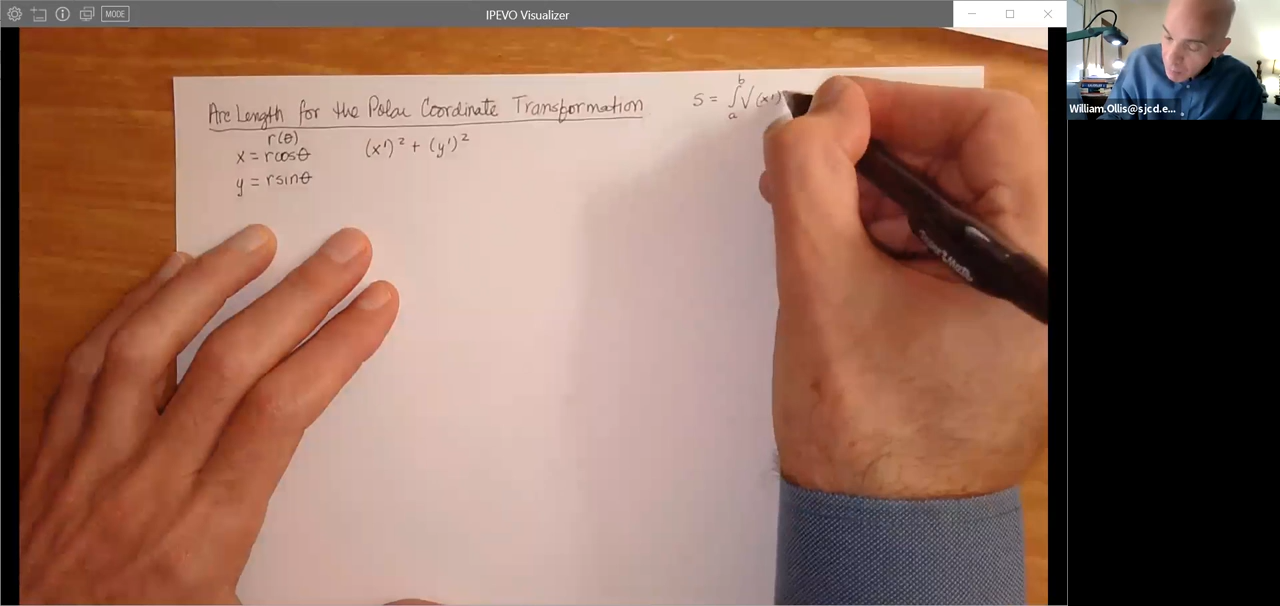 MODE
IPEVO Visualizer
William.Ollis@sjcd.e...
Arc Length for the Polar Coordinate Transformation
S = ∫ₐᵇ √(x')
r(θ)
x = rcosθ
(x')² + (y')²
y = rsinθ